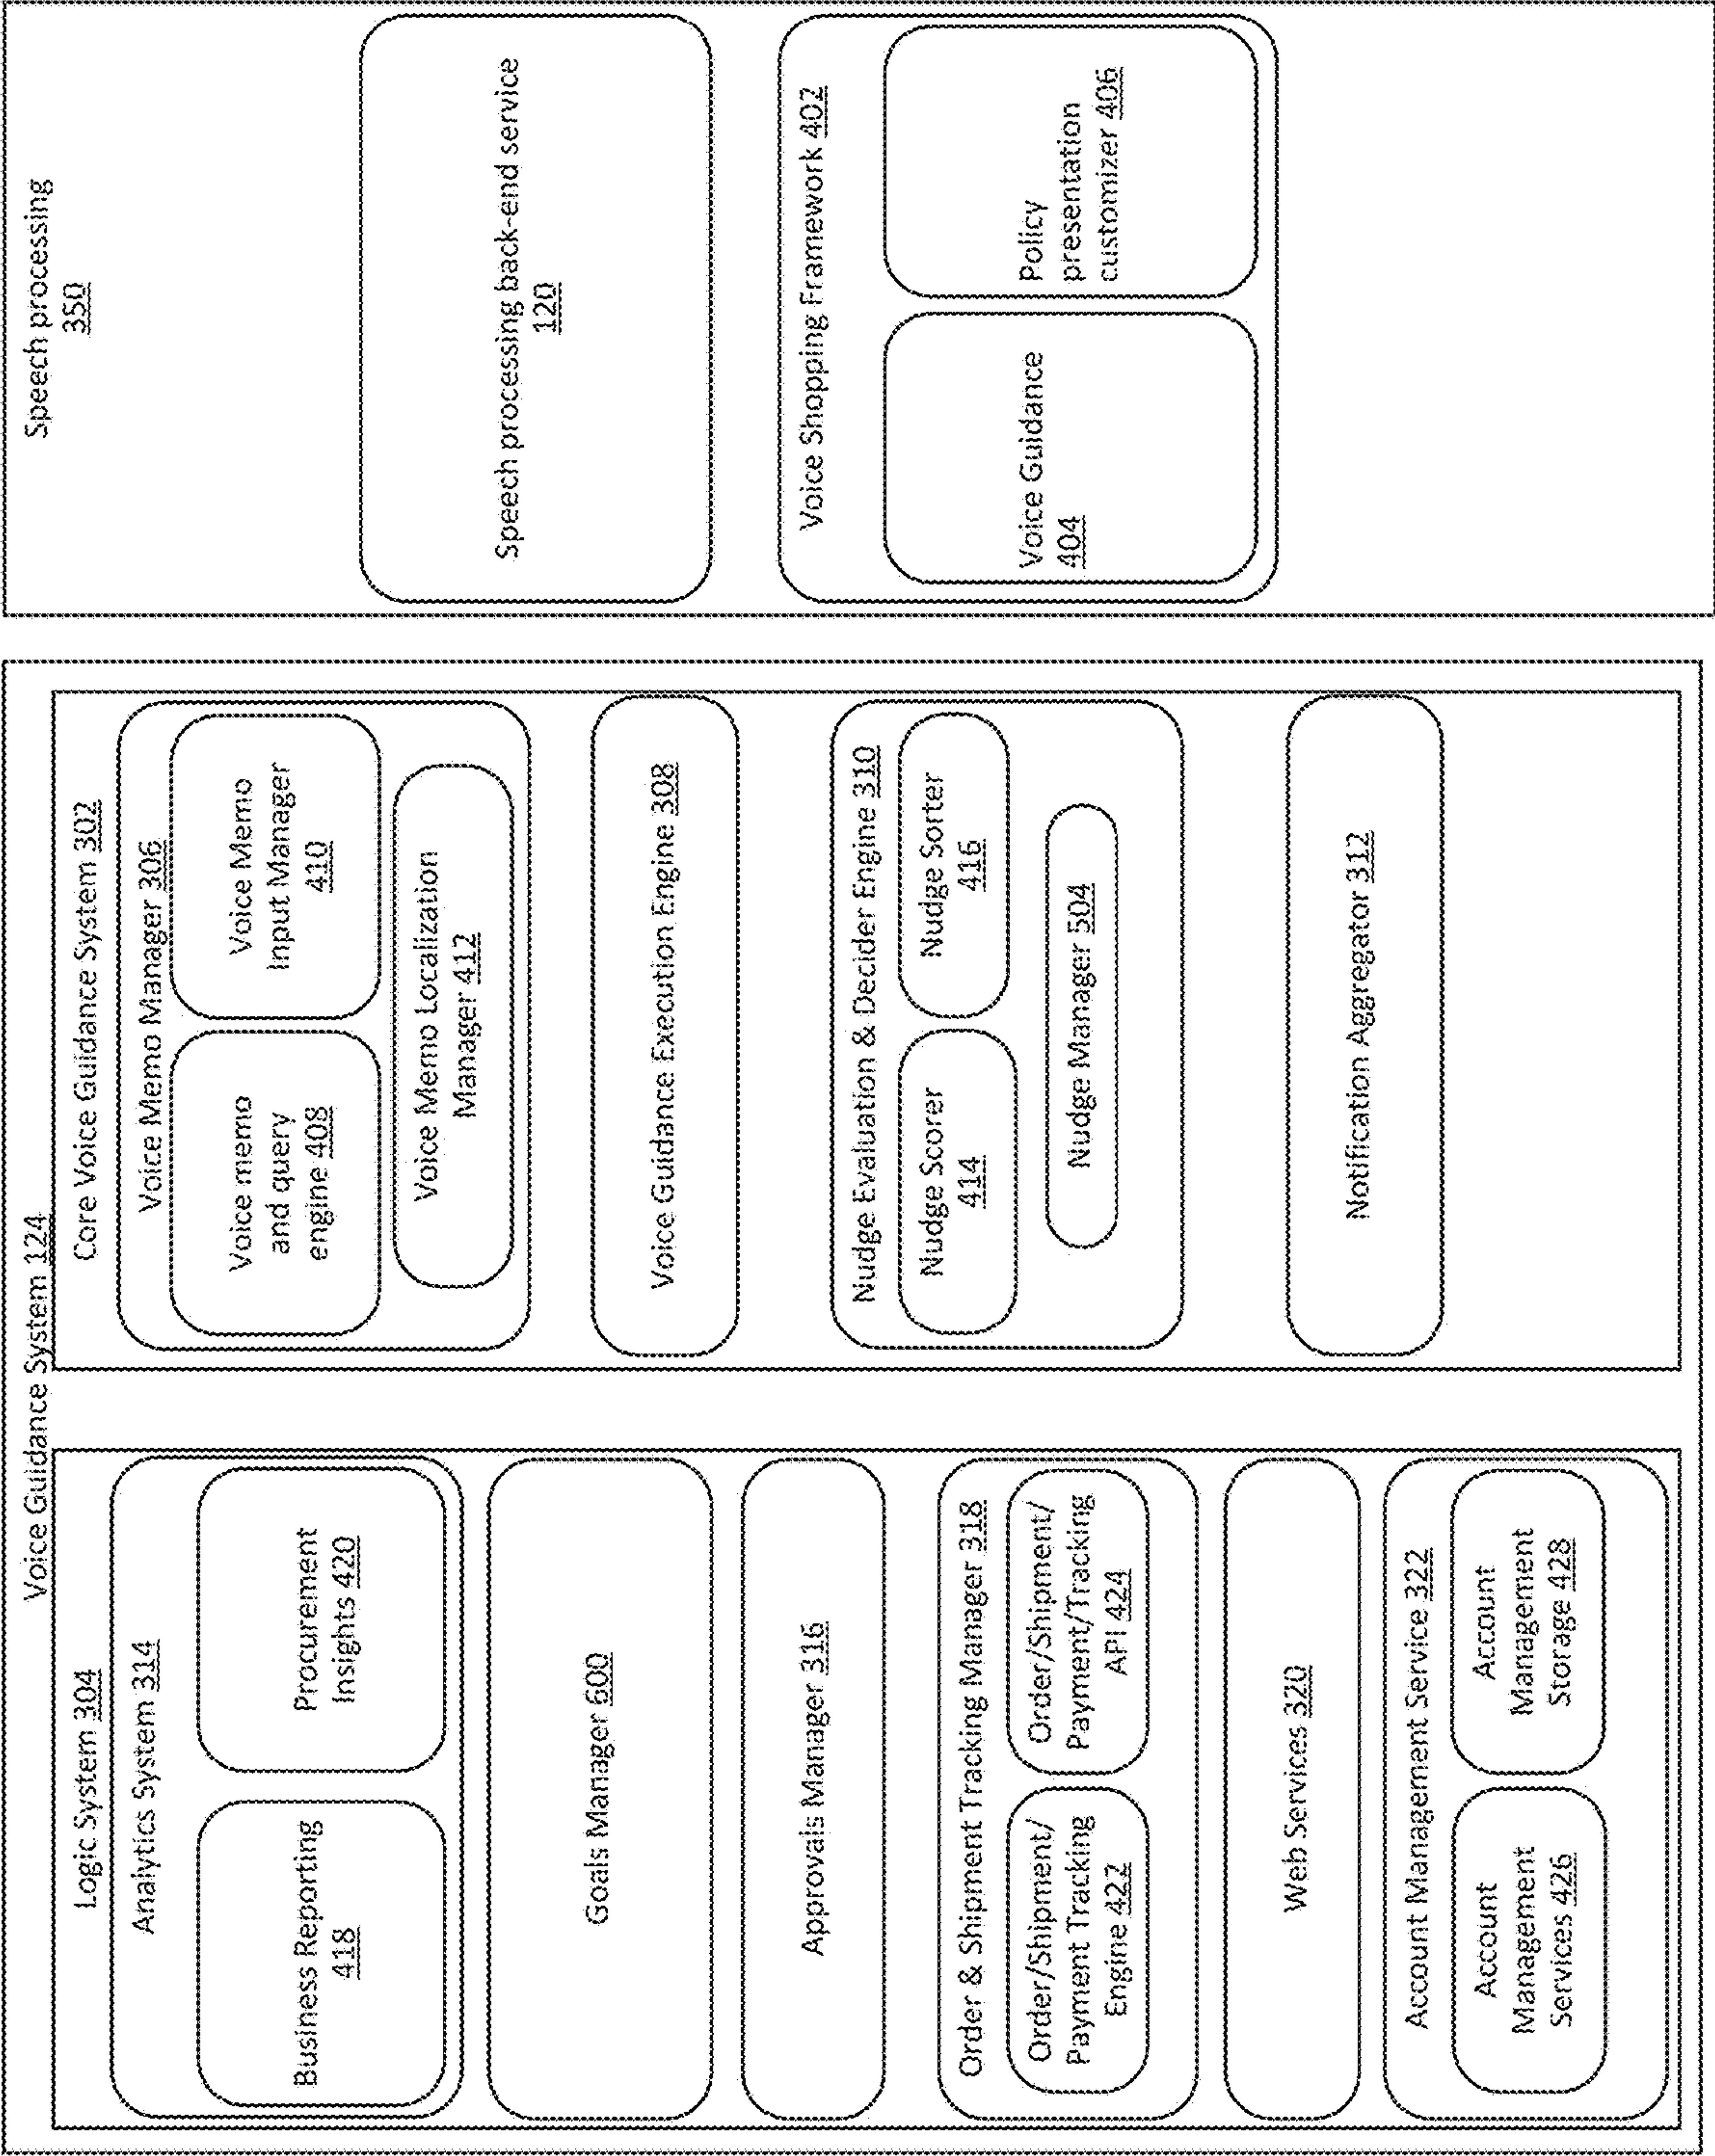 Voice Guidance System 124
Logic System 304
Analytics System 314
Business Reporting
418
Procurement
Insights 420
Goals Manager 600
Approvals Manager 316
Order & Shipment Tracking Manager 318
Order/Shipment/
Payment Tracking
Engine 422
Order/Shipment/
Payment/Tracking
API 424
Web Services 320
Account Management Service 322
Account
Management
Services 426
Account
Management
Storage 428
Core Voice Guidance System 302
Voice Memo Manager 306
Voice memo
and query
engine 408
Voice Memo
Input Manager
410
Voice Memo Localization
Manager 412
Voice Guidance Execution Engine 308
Nudge Evaluation & Decider Engine 310
Nudge Scorer
414
Nudge Sorter
416
Nudge Manager 504
Notification Aggregator 312
Speech processing
350
Speech processing back-end service
120
Voice Shopping Framework 402
Voice Guidance
404
Policy
presentation
customizer 406